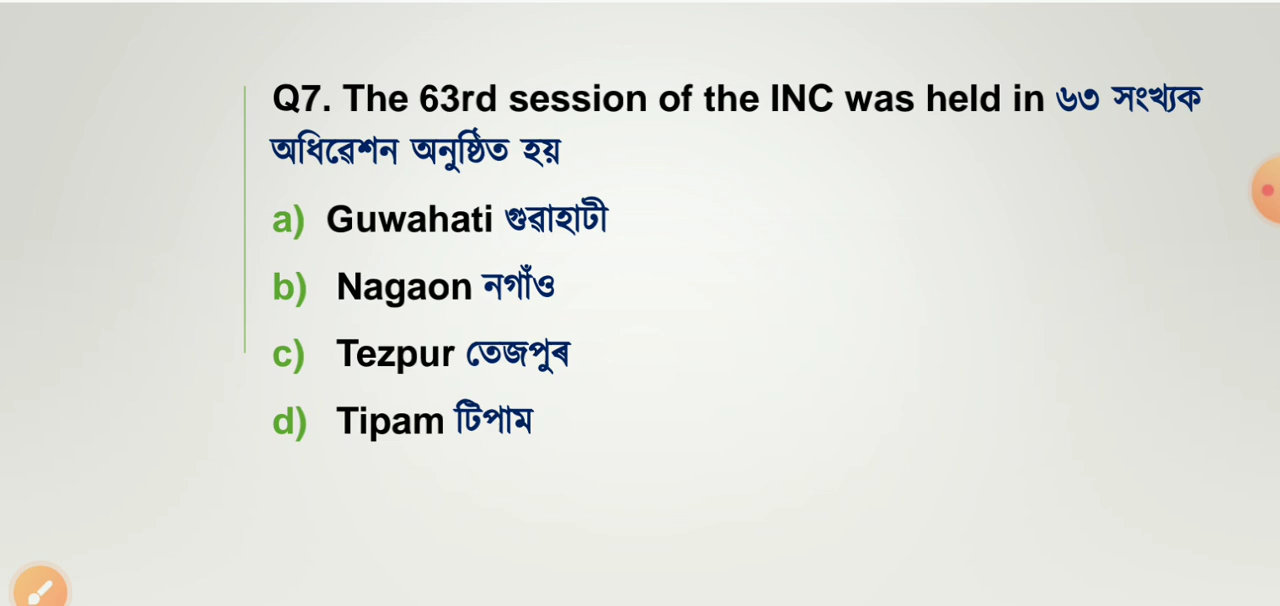 Q7. The 63rd session of the INC was held in ৬৩ সংখ্যক
অধিৱেশন অনুষ্ঠিত হয়
a) Guwahati গুৱাহাটী
b) Nagaon নগাঁও
c) Tezpur তেজপুৰ
d) Tipam টিপাম